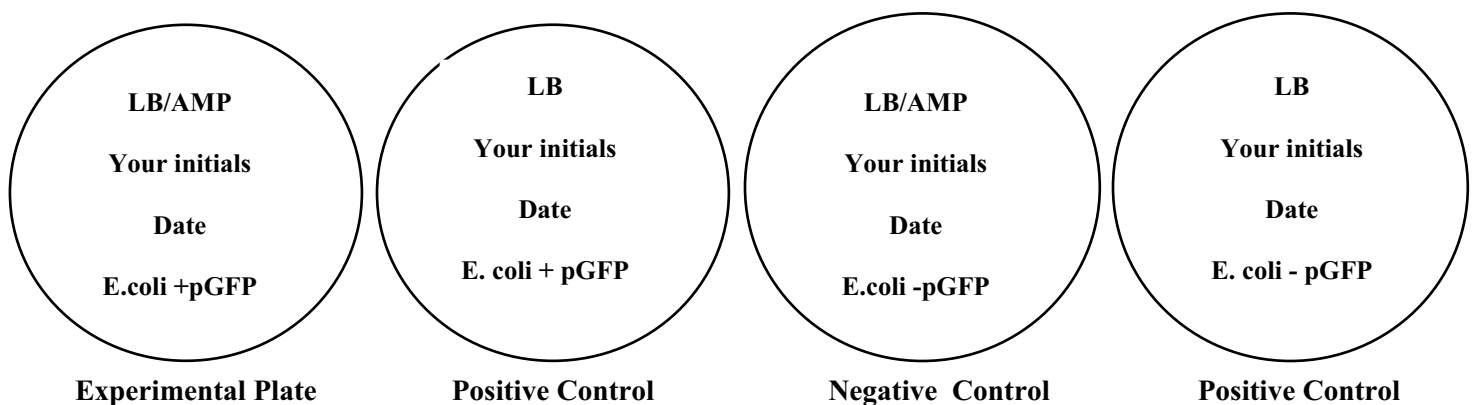 LB/AMP
Your initials
Date
E.coli +pGFP
Experimental Plate
LB
Your initials
Date
E. coli + pGFP
Positive Control
LB/AMP
Your initials
Date
E.coli -pGFP
Negative Control
LB
Your initials
Date
E. coli - pGFP
Positive Control